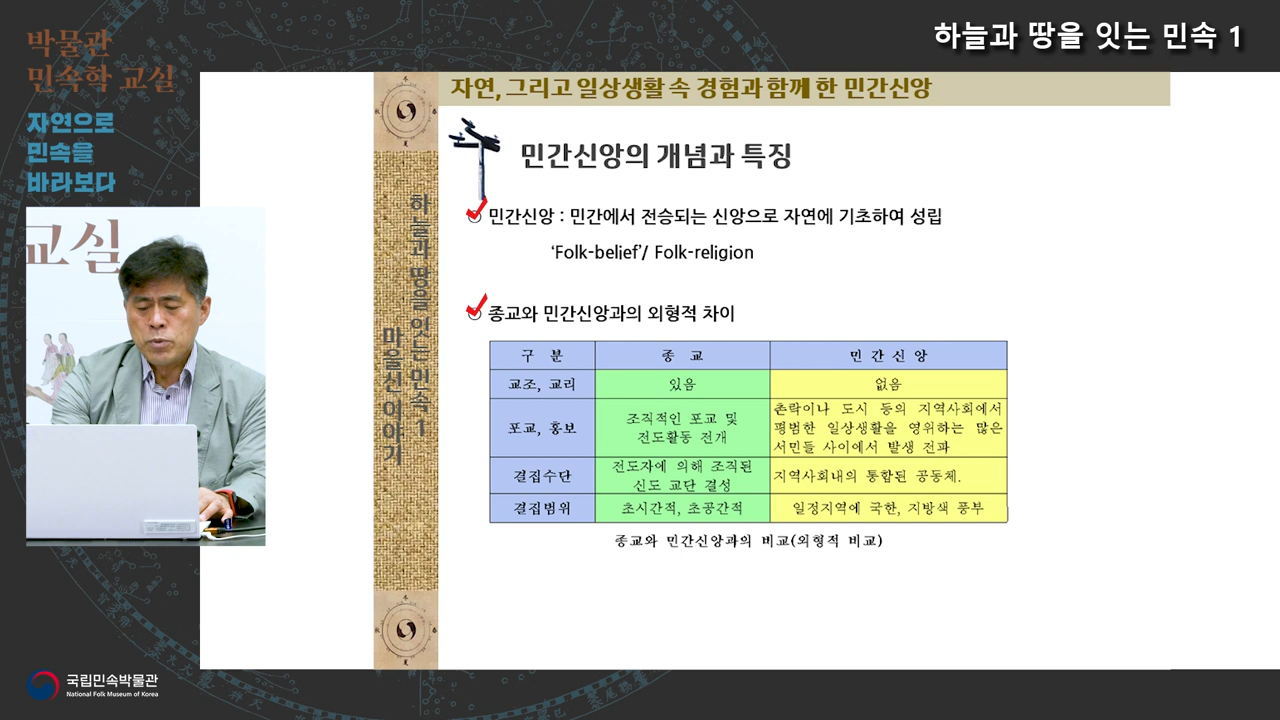 하늘과 땅을 잇는 민속 1
박물관
민속학 교실
자연으로
민속을
바라보다
교실
자연, 그리고 일상생활 속 경험과 함께 한 민간신앙
하늘과 땅을 잇는 민속 1
마을신 이야기
민간신앙의 개념과 특징
민간신앙 : 민간에서 전승되는 신앙으로 자연에 기초하여 성립
‘Folk-belief’/ Folk-religion
종교와 민간신앙과의 외형적 차이
구 분 종 교 민 간 신 앙
교조, 교리 있음 없음
포교, 홍보 조직적인 포교 및 전도활동 전개 촌락이나 도시 등의 지역사회에서 평범한 일상생활을 영위하는 많은 서민들 사이에서 발생 전파
결집수단 전도자에 의해 조직된 신도 교단 결성 지역사회내의 통합된 공동체.
결집범위 초시간적, 초공간적 일정지역에 국한, 지방색 풍부
종교와 민간신앙과의 비교(외형적 비교)
국립민속박물관
National Folk Museum of Korea